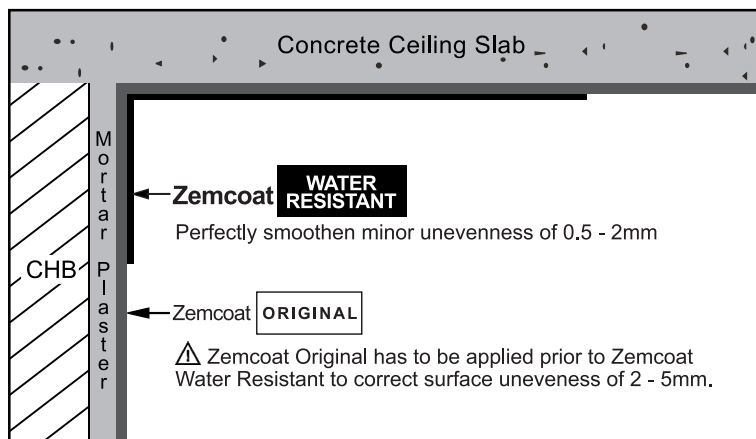 Concrete Ceiling Slab
Mortar Plaster
CHB
Zemcoat WATER RESISTANT
Perfectly smoothen minor unevenness of 0.5 - 2mm
Zemcoat ORIGINAL
⚠ Zemcoat Original has to be applied prior to Zemcoat
Water Resistant to correct surface uneveness of 2 - 5mm.